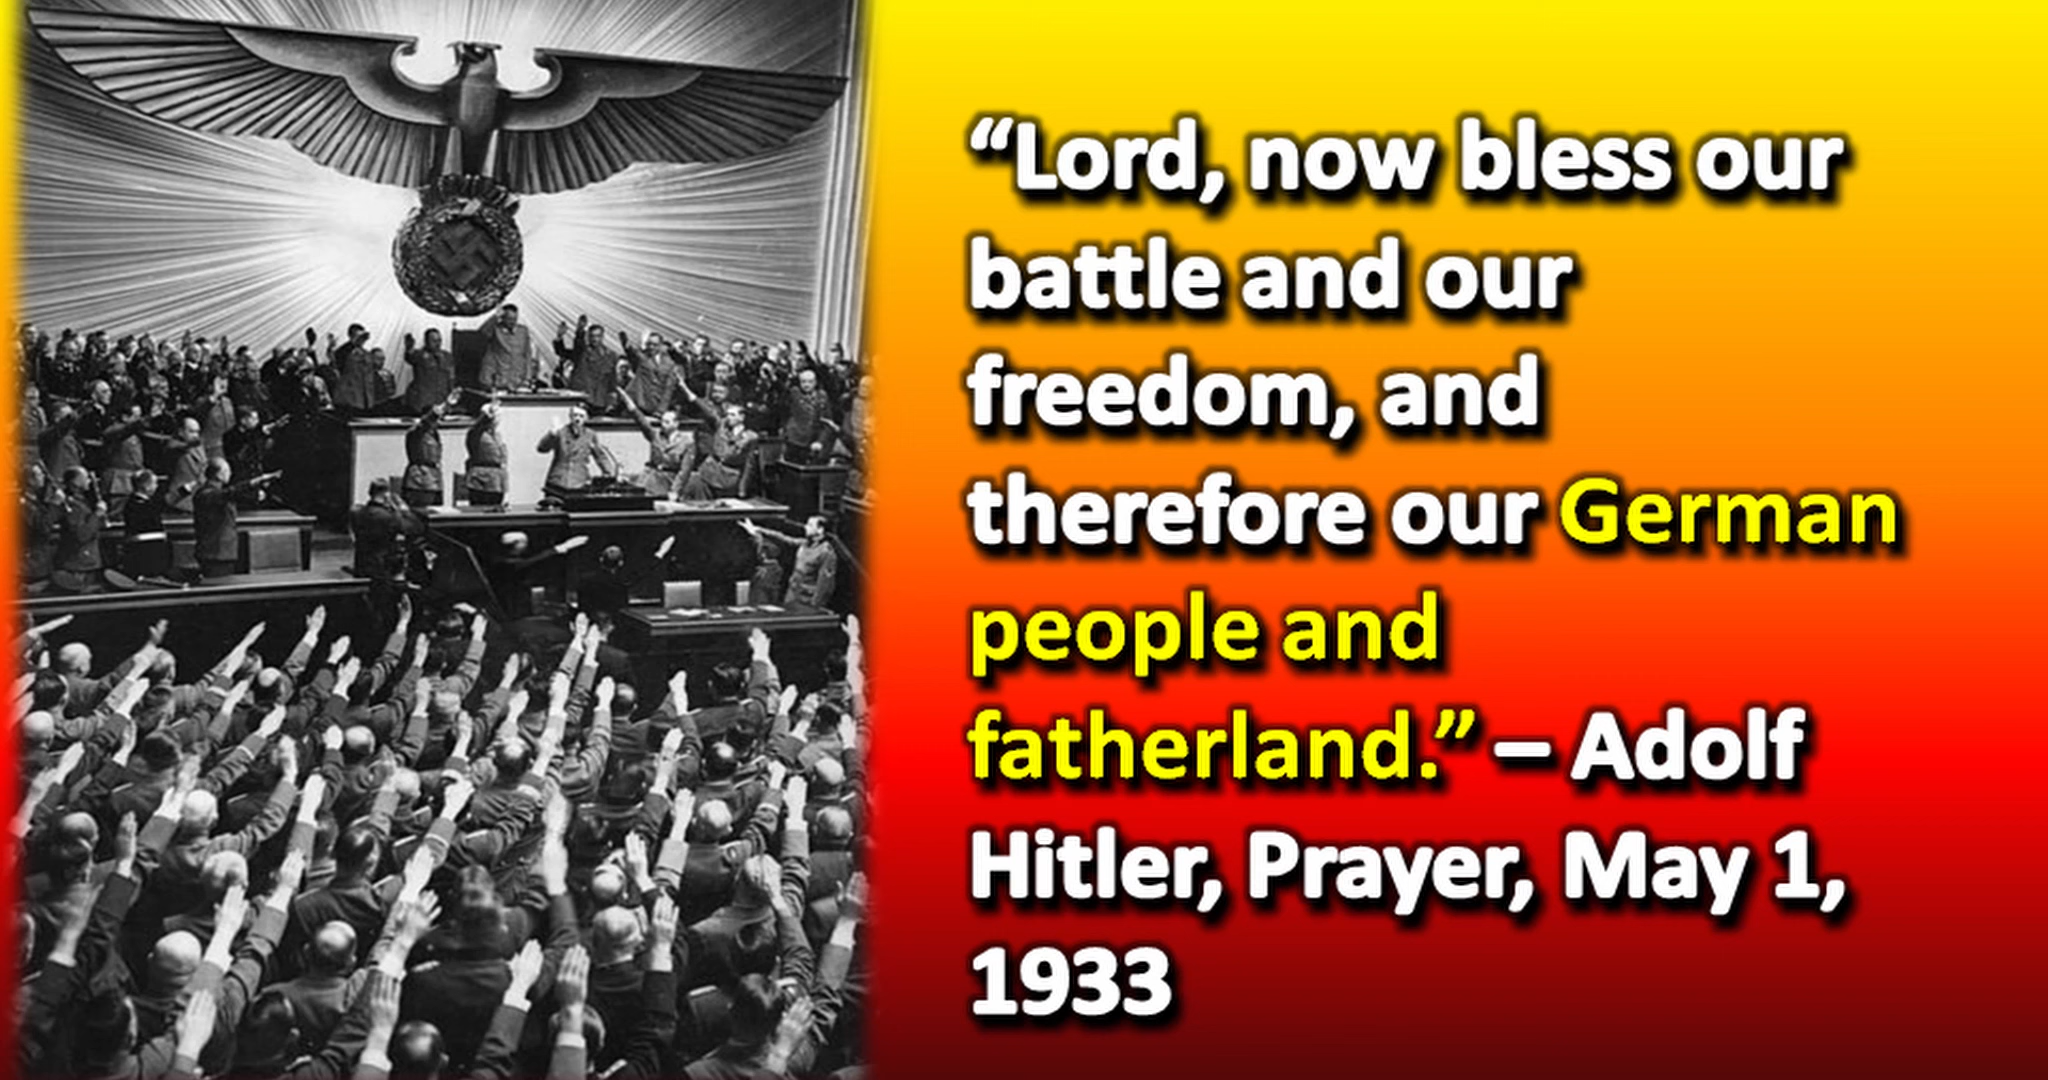 “Lord, now bless our
battle and our
freedom, and
therefore our German
people and
fatherland.” – Adolf
Hitler, Prayer, May 1,
1933